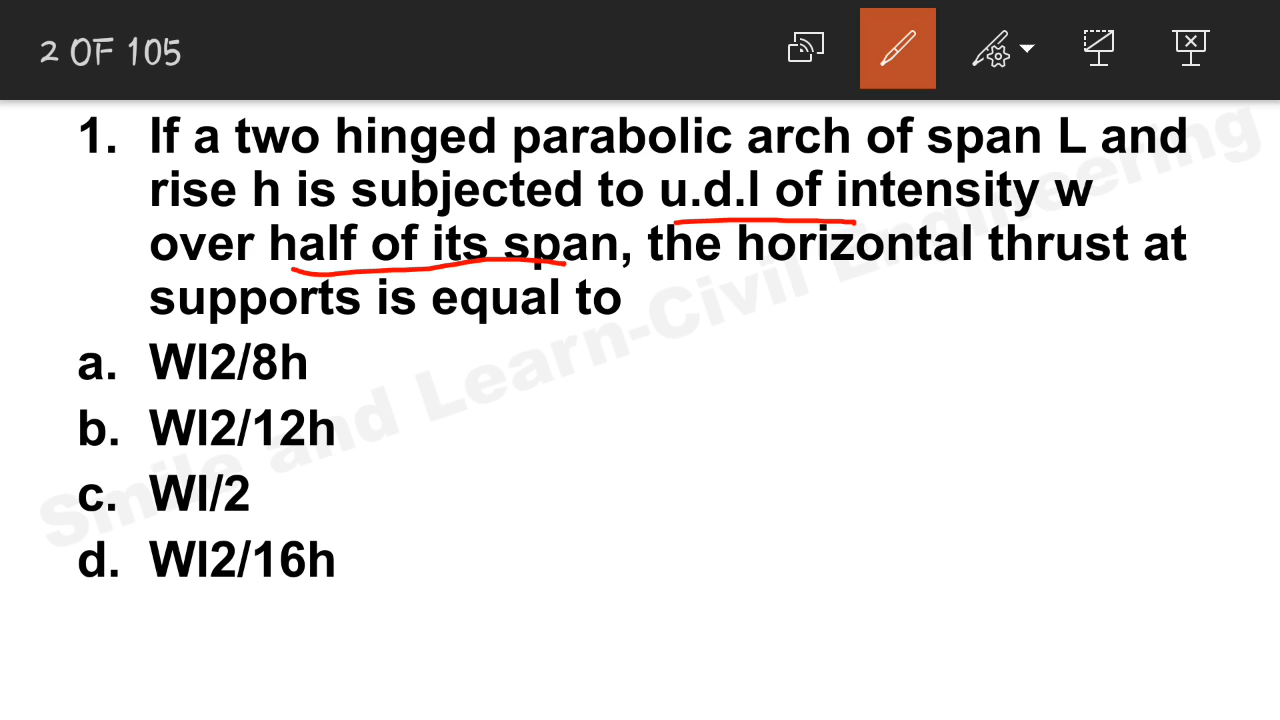 2 OF 105
1. If a two hinged parabolic arch of span L and
rise h is subjected to u.d.l of intensity w
over half of its span, the horizontal thrust at
supports is equal to
a. Wl2/8h
b. Wl2/12h
c. Wl/2
d. Wl2/16h
Smile and Learn-Civil Engineering